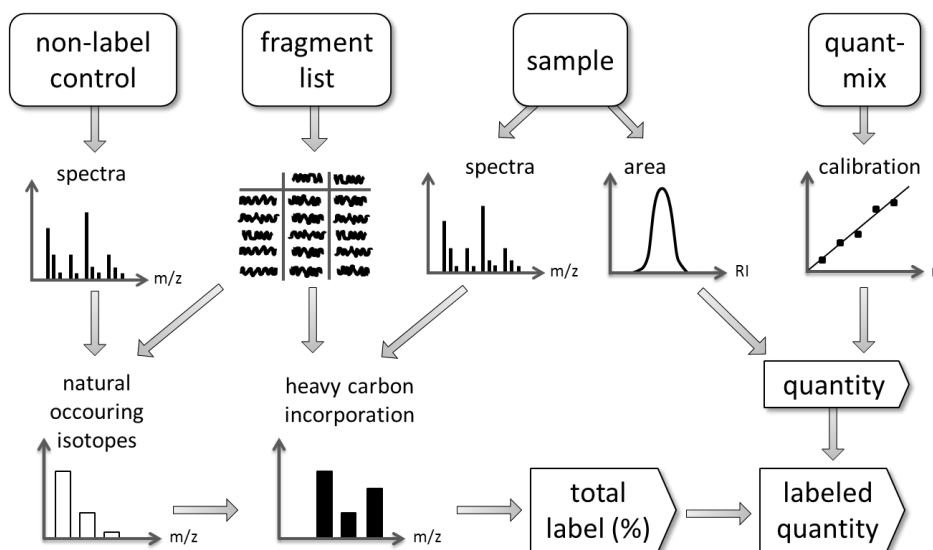 non-label
control
fragment
list
sample
quant-
mix
spectra
spectra
area
calibration
m/z
m/z
RI
natural
occouring
isotopes
heavy carbon
incorporation
quantity
m/z
m/z
total
label (%)
labeled
quantity